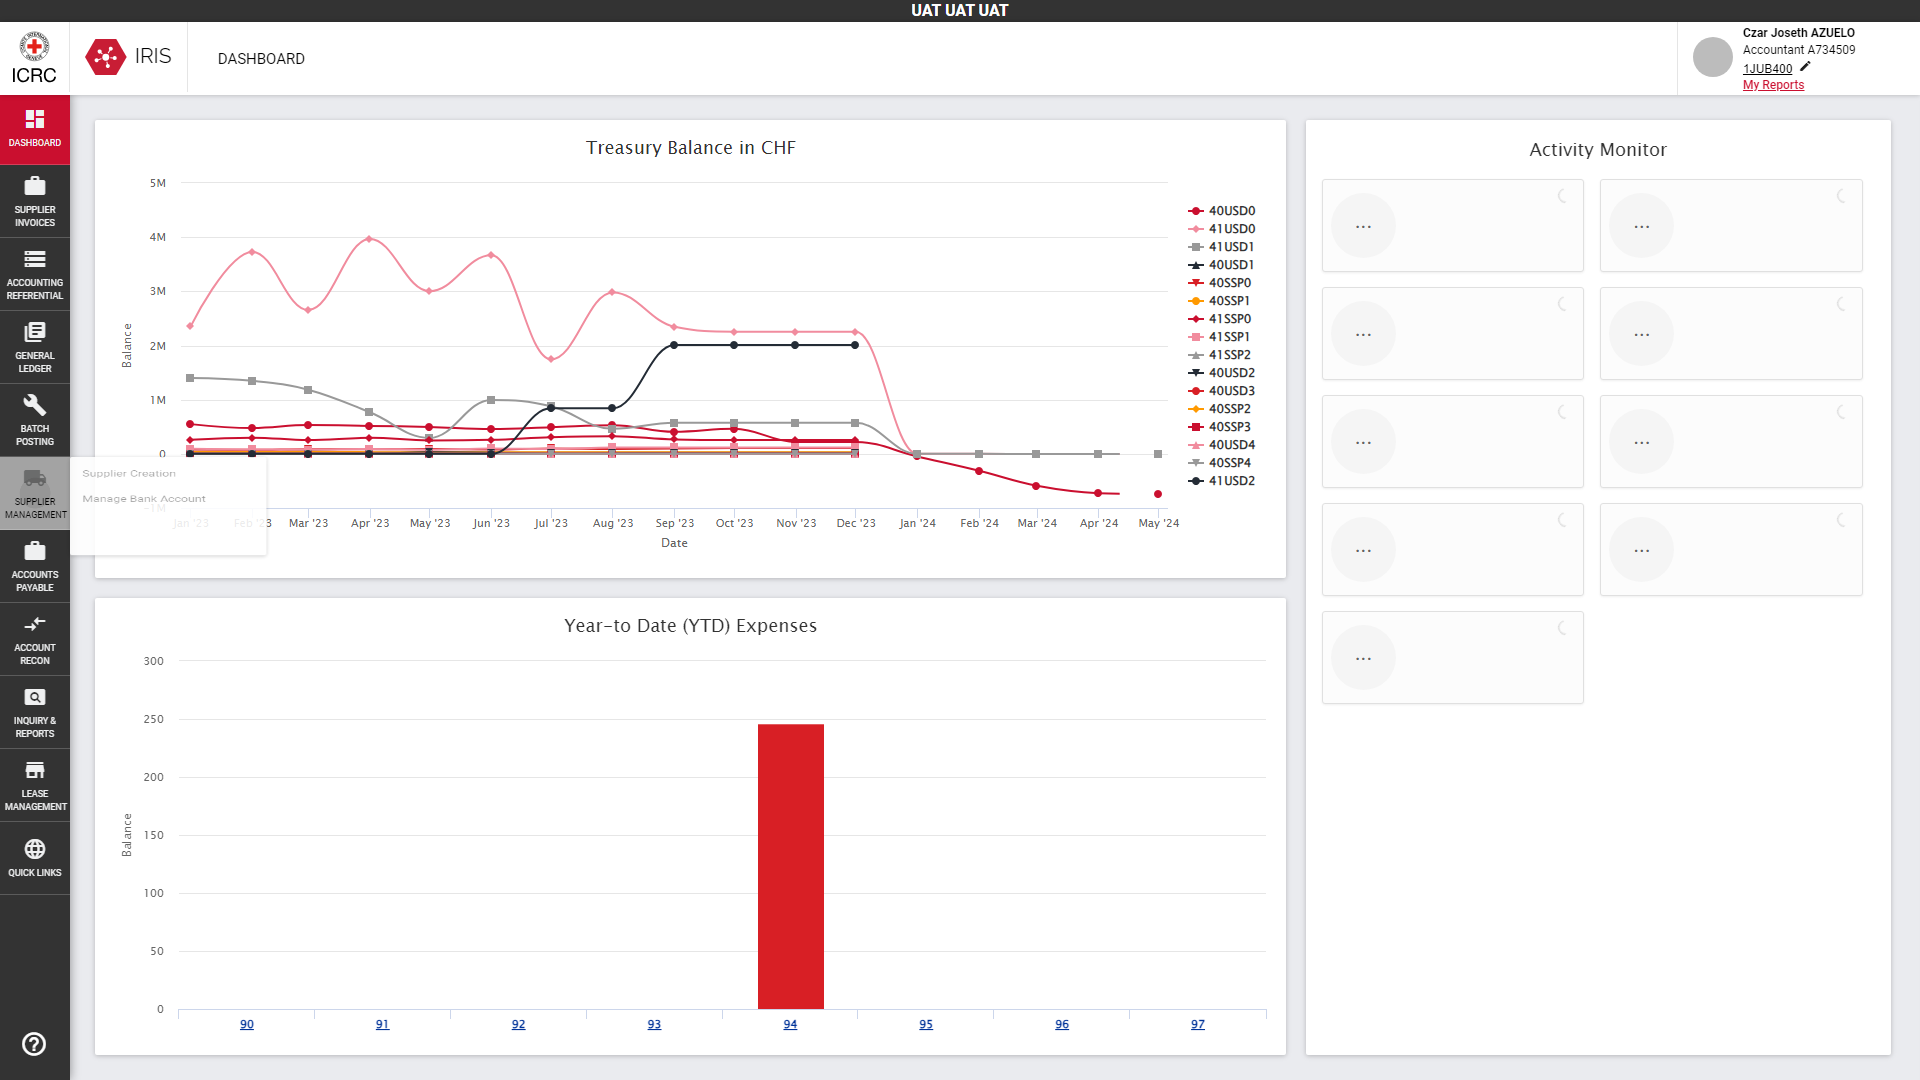 UAT UAT UAT
ICRC
IRIS
DASHBOARD
Czar Joseth AZUELO
Accountant A734509
1JUB400
My Reports
DASHBOARD
SUPPLIER
INVOICES
ACCOUNTING
REFERENTIAL
GENERAL
LEDGER
BATCH
POSTING
SUPPLIER
MANAGEMENT
Supplier Creation
Manage Bank Account
ACCOUNTS
PAYABLE
ACCOUNT
RECON
INQUIRY &
REPORTS
LEASE
MANAGEMENT
QUICK LINKS
Treasury Balance in CHF
5M
4M
3M
2M
1M
0
-1M
Balance
Jan '23 Feb '23 Mar '23 Apr '23 May '23 Jun '23 Jul '23 Aug '23 Sep '23 Oct '23 Nov '23 Dec '23 Jan '24 Feb '24 Mar '24 Apr '24 May '24
Date
40USD0
41USD0
41USD1
40USD1
40SSP0
40SSP1
41SSP0
41SSP1
41SSP2
40USD2
40USD3
40SSP2
40SSP3
40USD4
40SSP4
41USD2
Year-to Date (YTD) Expenses
300
250
200
150
100
50
0
Balance
90 91 92 93 94 95 96 97
Activity Monitor
... ...
... ...
... ...
... ...
...